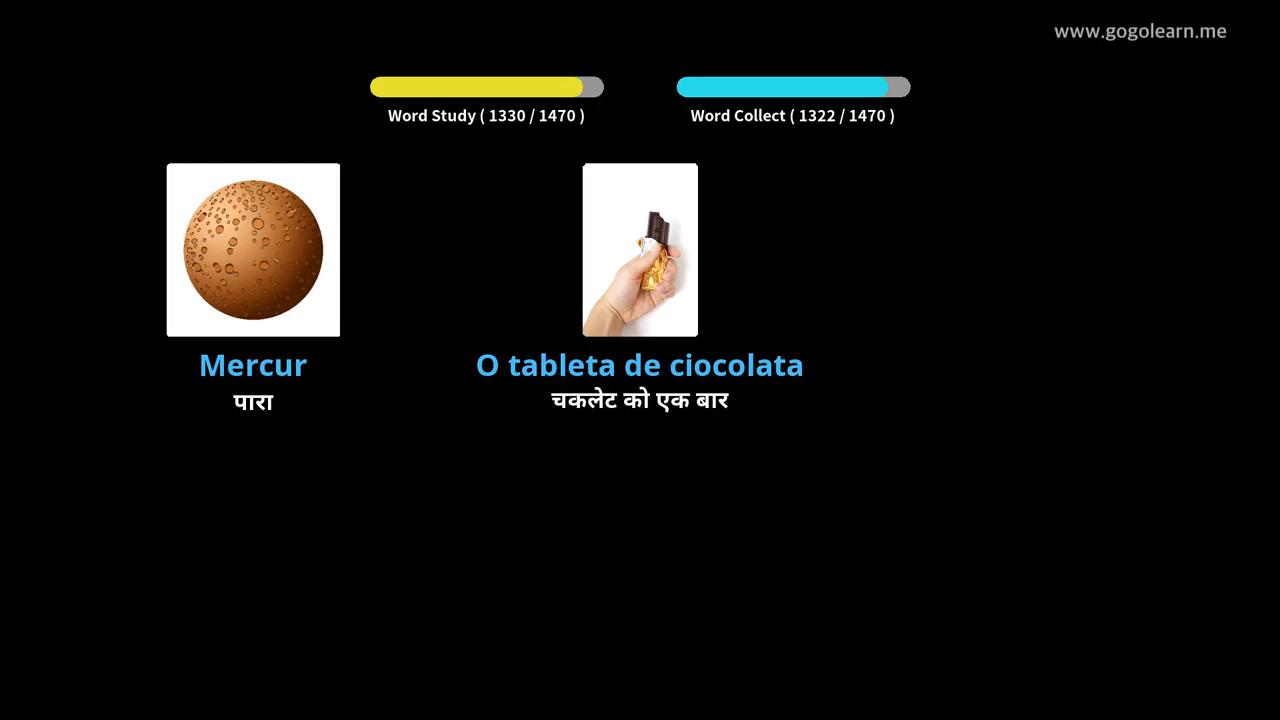 www.gogolearn.me
Word Study ( 1330 / 1470 )
Word Collect ( 1322 / 1470 )
Mercur
पारा
O tableta de ciocolata
चकलेट को एक बार